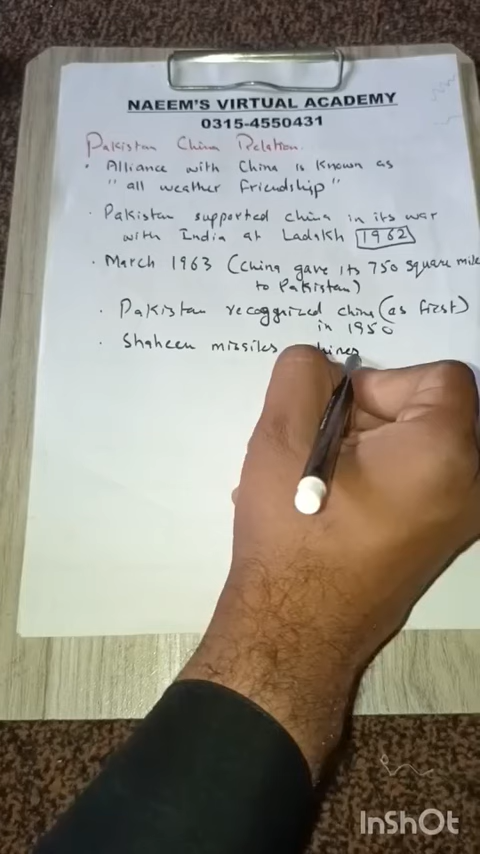 NAEEM'S VIRTUAL ACADEMY
0315-4550431
Pakistan China Relation.
• Alliance with China is known as
"all weather friendship"
• Pakistan supported china in its war
with India at Ladakh 1962
• March 1963 (China gave its 750 square mile
to Pakistan)
• Pakistan recognized china (as first)
in 1950
• Shaheen missiles
InShOt